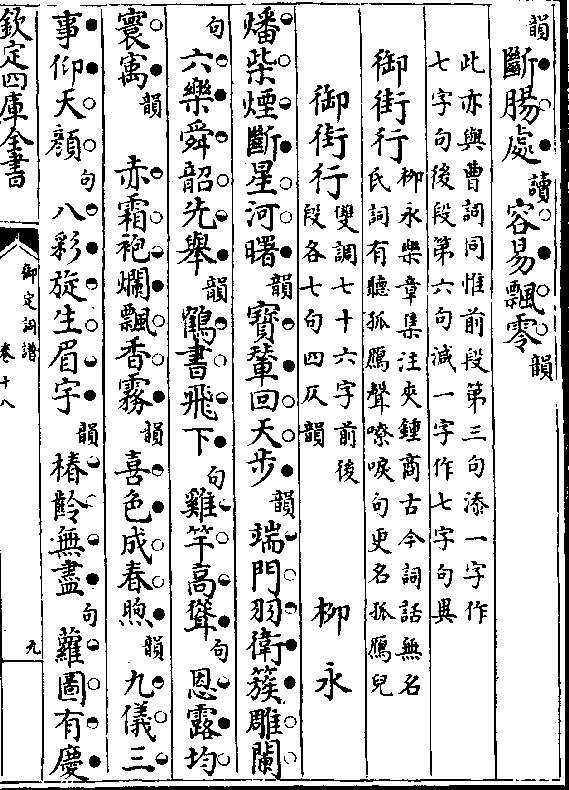 韻斷腸處讀容易飄零韻
此亦與曹詞同惟前段第三句添一字作
七字句後段第六句減一字作七字句異
御街行
柳永樂章集注夾鍾商古今詞話無名
氏詞有聽孤鴈聲嘹唳句更名孤鴈兒
御街行
雙調七十六字前後
段各七句四仄韻
柳永
燔柴煙斷星河曙韻寳輦回天步韻端門羽衛簇雕闌
句六樂舜韶先舉韻鶴書飛下句雞竿高聳句恩露均
寰寓韻赤霜袍爛飄香霧韻喜色成春煦韻九儀三
事仰天顔句八彩旋生眉宇韻椿齡無盡句蘿圖有慶
欽定四庫全書
御定詞譜
卷十八
九